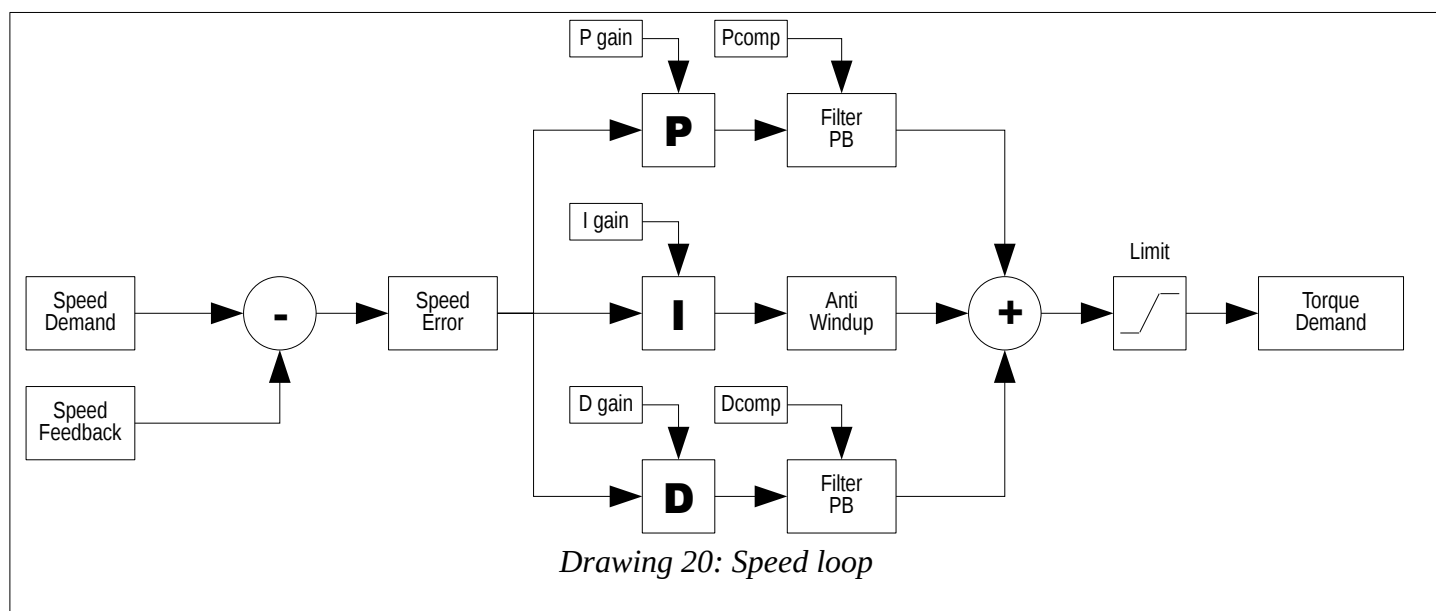 P gain
Pcomp
P
Filter
PB
I gain
Limit
Speed
Demand
-
Speed
Error
I
Anti
Windup
+
Torque
Demand
Speed
Feedback
D gain
Dcomp
D
Filter
PB
Drawing 20: Speed loop